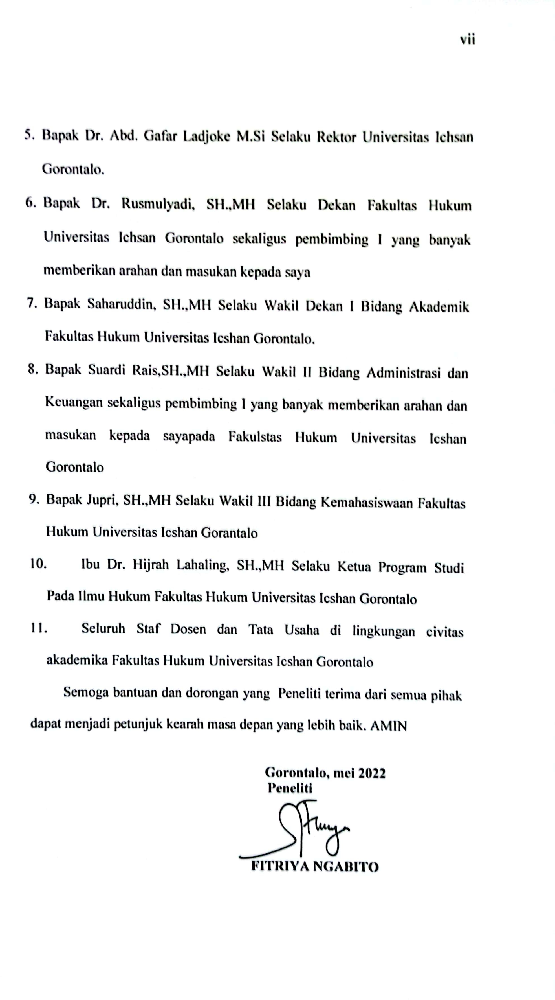 vii
5. Bapak Dr. Abd. Gafar Ladjoke M.Si Selaku Rektor Universitas Ichsan
Gorontalo.
6. Bapak Dr. Rusmulyadi, SH.,MH Selaku Dekan Fakultas Hukum
Universitas Ichsan Gorontalo sekaligus pembimbing I yang banyak
memberikan arahan dan masukan kepada saya
7. Bapak Saharuddin, SH.,MH Selaku Wakil Dekan I Bidang Akademik
Fakultas Hukum Universitas Icshan Gorontalo.
8. Bapak Suardi Rais,SH.,MH Selaku Wakil II Bidang Administrasi dan
Keuangan sekaligus pembimbing I yang banyak memberikan arahan dan
masukan kepada sayapada Fakulstas Hukum Universitas Icshan
Gorontalo
9. Bapak Jupri, SH.,MH Selaku Wakil III Bidang Kemahasiswaan Fakultas
Hukum Universitas Icshan Gorantalo
10. Ibu Dr. Hijrah Lahaling, SH.,MH Selaku Ketua Program Studi
Pada Ilmu Hukum Fakultas Hukum Universitas Icshan Gorontalo
11. Seluruh Staf Dosen dan Tata Usaha di lingkungan civitas
akademika Fakultas Hukum Universitas Icshan Gorontalo
Semoga bantuan dan dorongan yang Peneliti terima dari semua pihak
dapat menjadi petunjuk kearah masa depan yang lebih baik. AMIN
Gorontalo, mei 2022
Peneliti
FITRIYA NGABITO